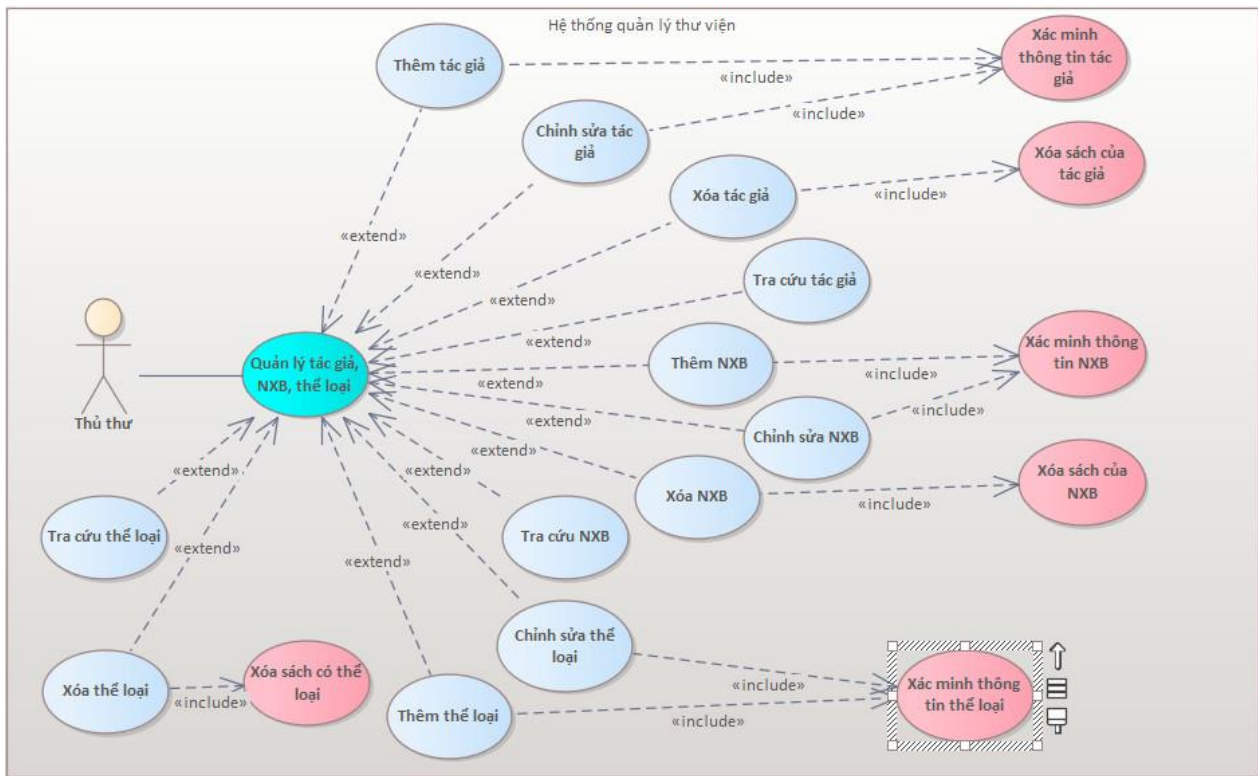 Hệ thống quản lý thư viện
Thêm tác giả
«include»
Xác minh
thông tin tác
giả
Chỉnh sửa tác
giả
«include»
Xóa tác giả
«include»
Xóa sách của
tác giả
«extend»
«extend»
«extend»
Tra cứu tác giả
«extend»
Thủ thư
Quản lý tác giả,
NXB, thể loại
Thêm NXB
«include»
Xác minh thông
tin NXB
«extend»
«extend»
Chỉnh sửa NXB
«include»
«extend»
Xóa NXB
«include»
Xóa sách của
NXB
«extend»
«extend»
«extend»
Tra cứu thể loại
«extend»
«extend»
Tra cứu NXB
Chỉnh sửa thể
loại
«include»
Xóa thể loại
«include»
Xóa sách có thể
loại
Thêm thể loại
«include»
Xác minh thông
tin thể loại